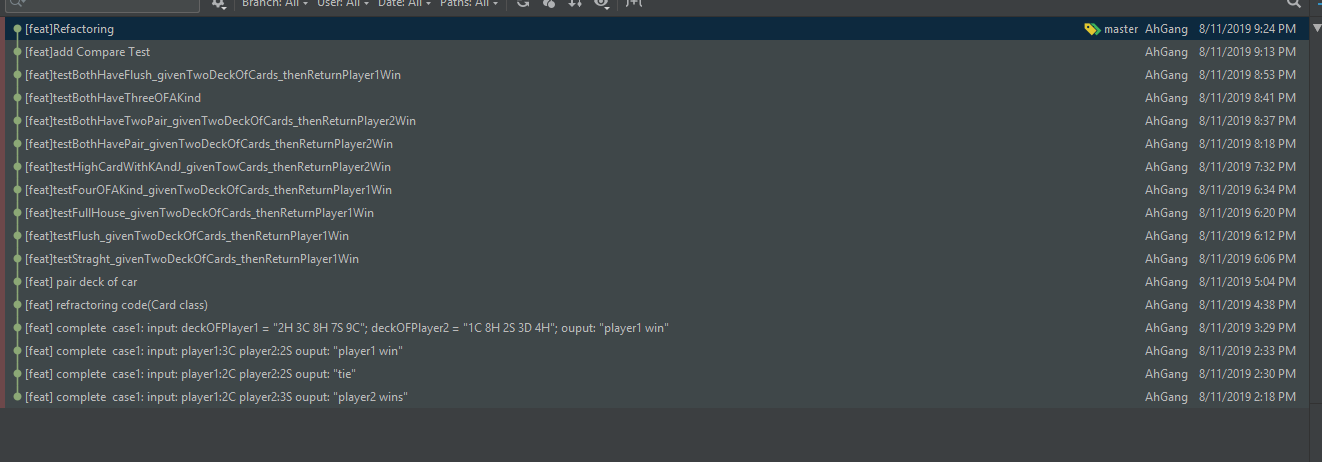 Branch: All User: All Date: All Paths: All
[feat]Refactoring master AhGang 8/11/2019 9:24 PM
[feat]add Compare Test AhGang 8/11/2019 9:13 PM
[feat]testBothHaveFlush_givenTwoDeckOfCards_thenReturnPlayer1Win AhGang 8/11/2019 8:53 PM
[feat]testBothHaveThreeOFAKind AhGang 8/11/2019 8:41 PM
[feat]testBothHaveTwoPair_givenTwoDeckOfCards_thenReturnPlayer2Win AhGang 8/11/2019 8:37 PM
[feat]testBothHavePair_givenTwoDeckOfCards_thenReturnPlayer2Win AhGang 8/11/2019 8:18 PM
[feat]testHighCardWithKAndJ_givenTowCards_thenReturnPlayer2Win AhGang 8/11/2019 7:32 PM
[feat]testFourOFAKind_givenTwoDeckOfCards_thenReturnPlayer1Win AhGang 8/11/2019 6:34 PM
[feat]testFullHouse_givenTwoDeckOfCards_thenReturnPlayer1Win AhGang 8/11/2019 6:20 PM
[feat]testFlush_givenTwoDeckOfCards_thenReturnPlayer1Win AhGang 8/11/2019 6:12 PM
[feat]testStraght_givenTwoDeckOfCards_thenReturnPlayer1Win AhGang 8/11/2019 6:06 PM
[feat] pair deck of car AhGang 8/11/2019 5:04 PM
[feat] refractoring code(Card class) AhGang 8/11/2019 4:38 PM
[feat] complete  case1: input: deckOFPlayer1 = "2H 3C 8H 7S 9C"; deckOFPlayer2 = "1C 8H 2S 3D 4H"; ouput: "player1 win" AhGang 8/11/2019 3:29 PM
[feat] complete  case1: input: player1:3C player2:2S ouput: "player1 win" AhGang 8/11/2019 2:33 PM
[feat] complete  case1: input: player1:2C player2:2S ouput: "tie" AhGang 8/11/2019 2:30 PM
[feat] complete  case1: input: player1:2C player2:3S ouput: "player2 wins" AhGang 8/11/2019 2:18 PM